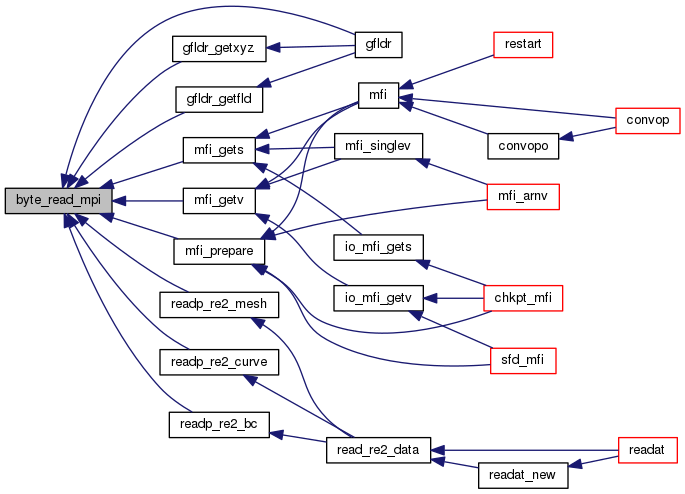 byte_read_mpi
gfldr_getxyz
gfldr_getfld
mfi_gets
mfi_getv
mfi_prepare
readp_re2_mesh
readp_re2_curve
readp_re2_bc
gfldr
mfi
mfi_singlev
io_mfi_gets
io_mfi_getv
read_re2_data
restart
convopo
mfi_arnv
chkpt_mfi
sfd_mfi
readat_new
convop
readat